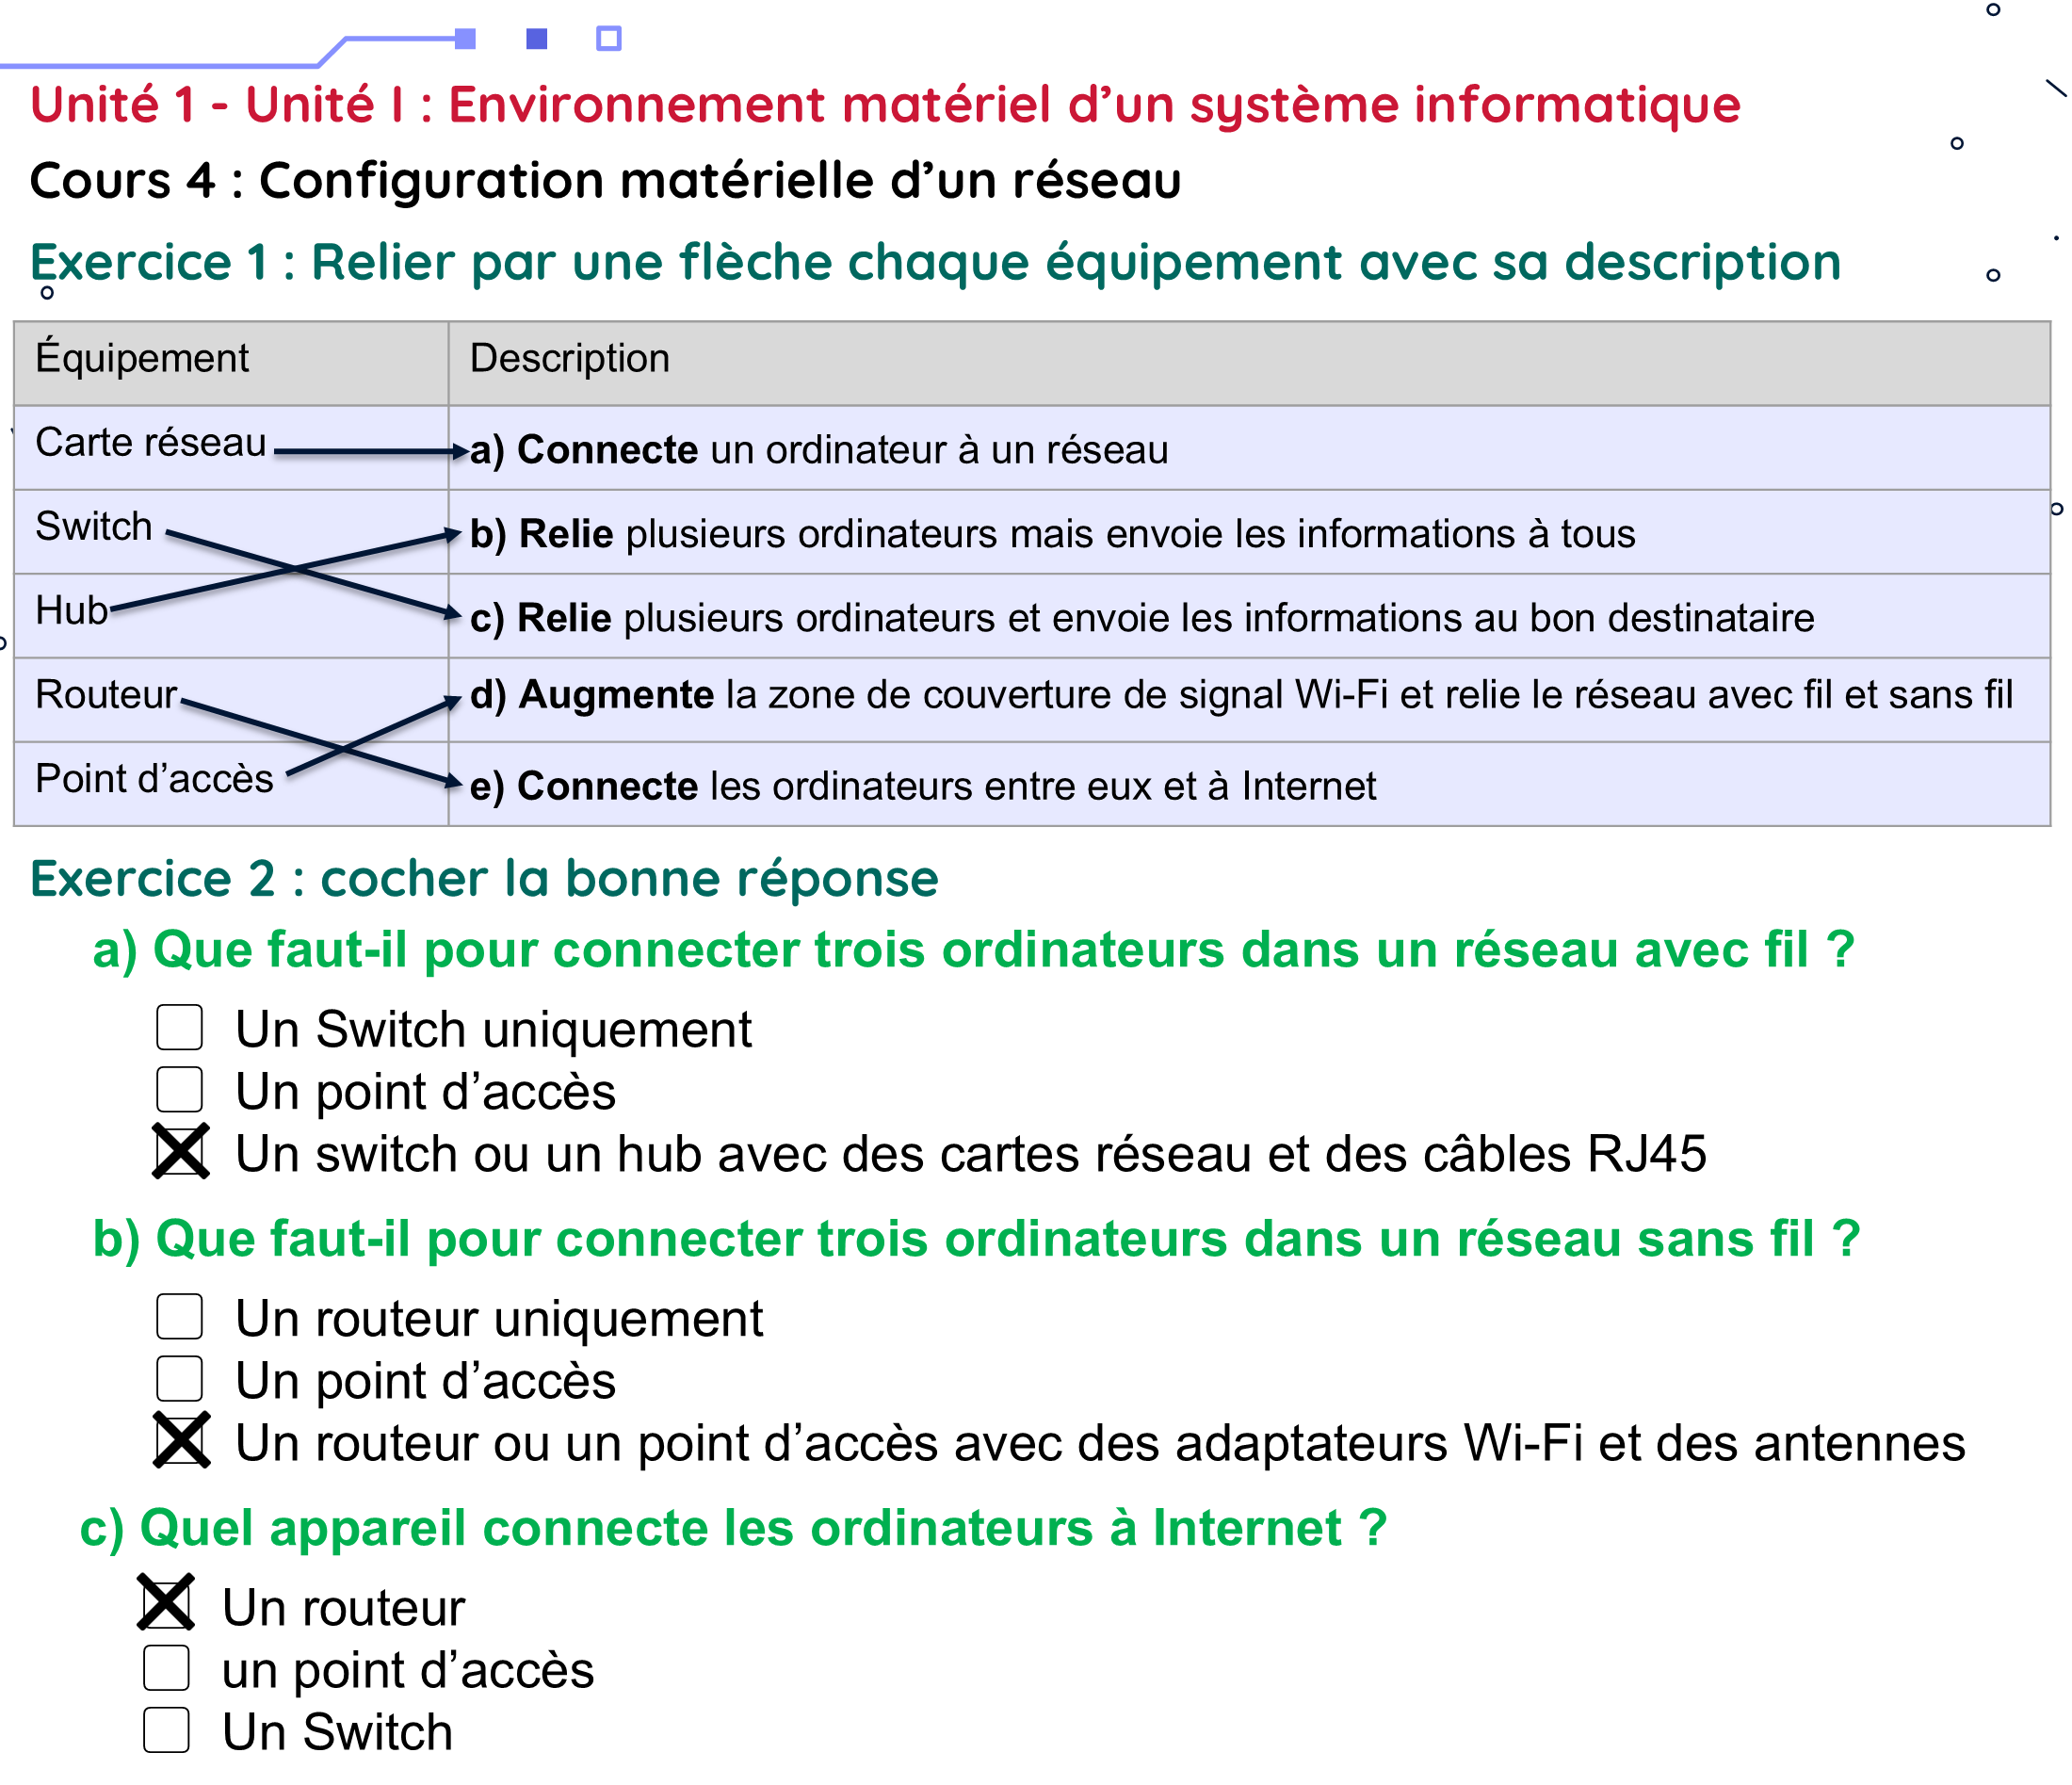 Unité 1 - Unité I : Environnement matériel d’un système informatique
Cours 4 : Configuration matérielle d’un réseau
Exercice 1 : Relier par une flèche chaque équipement avec sa description
Équipement Description
Carte réseau a) Connecte un ordinateur à un réseau
Switch b) Relie plusieurs ordinateurs mais envoie les informations à tous
Hub c) Relie plusieurs ordinateurs et envoie les informations au bon destinataire
Routeur d) Augmente la zone de couverture de signal Wi-Fi et relie le réseau avec fil et sans fil
Point d’accès e) Connecte les ordinateurs entre eux et à Internet
Exercice 2 : cocher la bonne réponse
a) Que faut-il pour connecter trois ordinateurs dans un réseau avec fil ?
Un Switch uniquement
Un point d’accès
Un switch ou un hub avec des cartes réseau et des câbles RJ45
b) Que faut-il pour connecter trois ordinateurs dans un réseau sans fil ?
Un routeur uniquement
Un point d’accès
Un routeur ou un point d’accès avec des adaptateurs Wi-Fi et des antennes
c) Quel appareil connecte les ordinateurs à Internet ?
Un routeur
un point d’accès
Un Switch